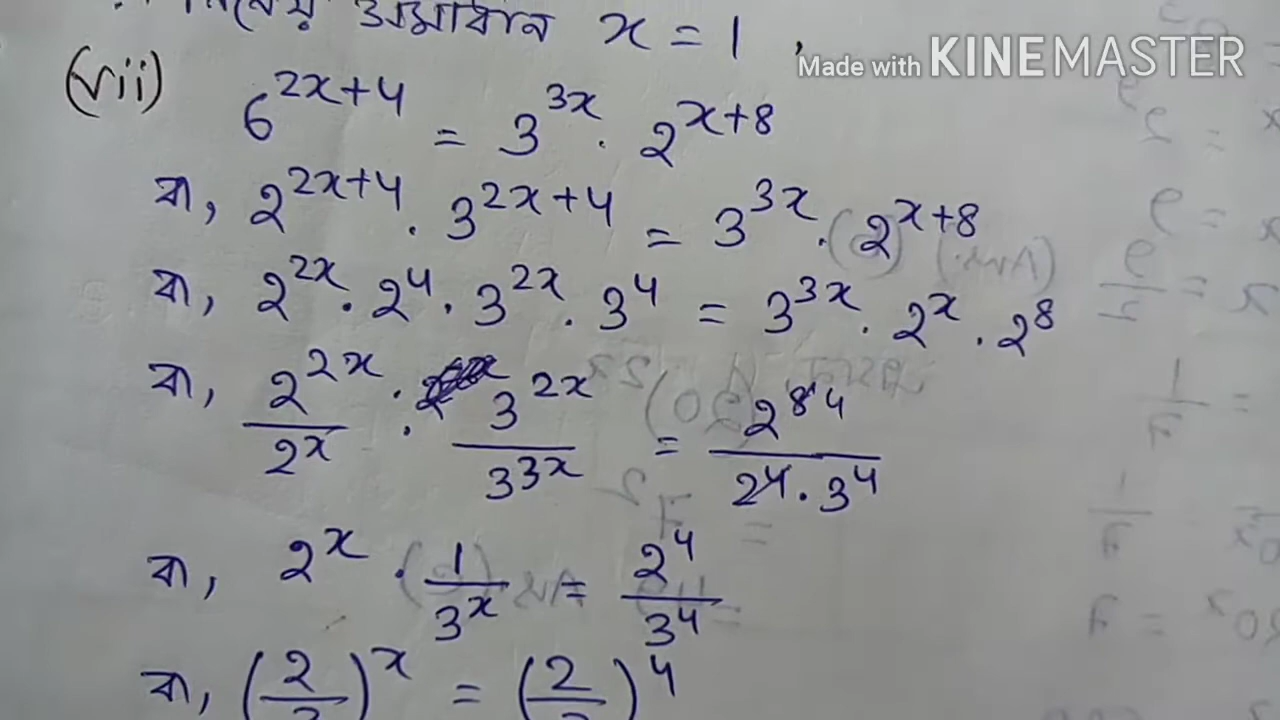 সমাধান x = 1,
Made with KINEMASTER
(vii) 6^{2x+4} = 3^{3x} . 2^{x+8}
বা, 2^{2x+4} . 3^{2x+4} = 3^{3x} . 2^{x+8}
বা, 2^{2x} . 2^4 . 3^{2x} . 3^4 = 3^{3x} . 2^x . 2^8
বা, 2^{2x}/2^x . 3^{2x}/3^{3x} = 2^{8 4}/2^4 . 3^4
বা, 2^x . 1/3^x = 2^4/3^4
বা, (2/3)^x = (2/3)^4